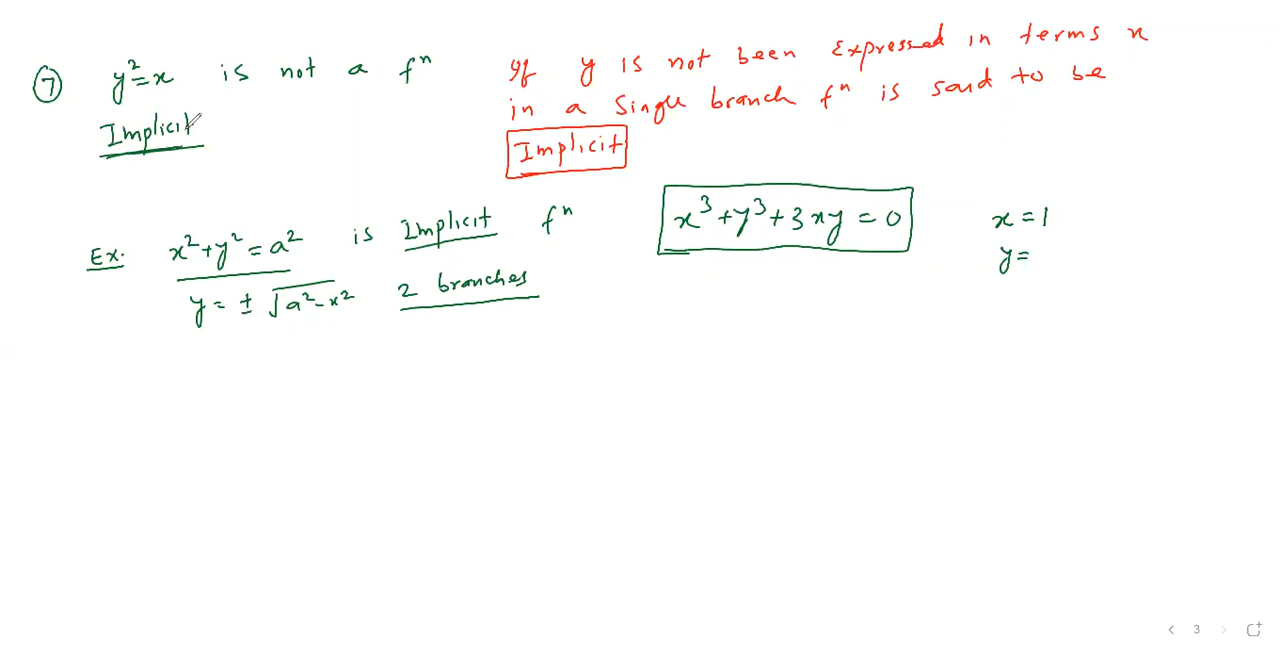 ⑦ y²=x is not a fⁿ
Implicit
If y is not been Expressed in terms x
in a Single branch fⁿ is said to be
Implicit
Ex. x²+y²=a² is Implicit fⁿ
y = ± √a²-x² 2 branches
x³+y³+3xy=0
x=1
y=
< 3 >